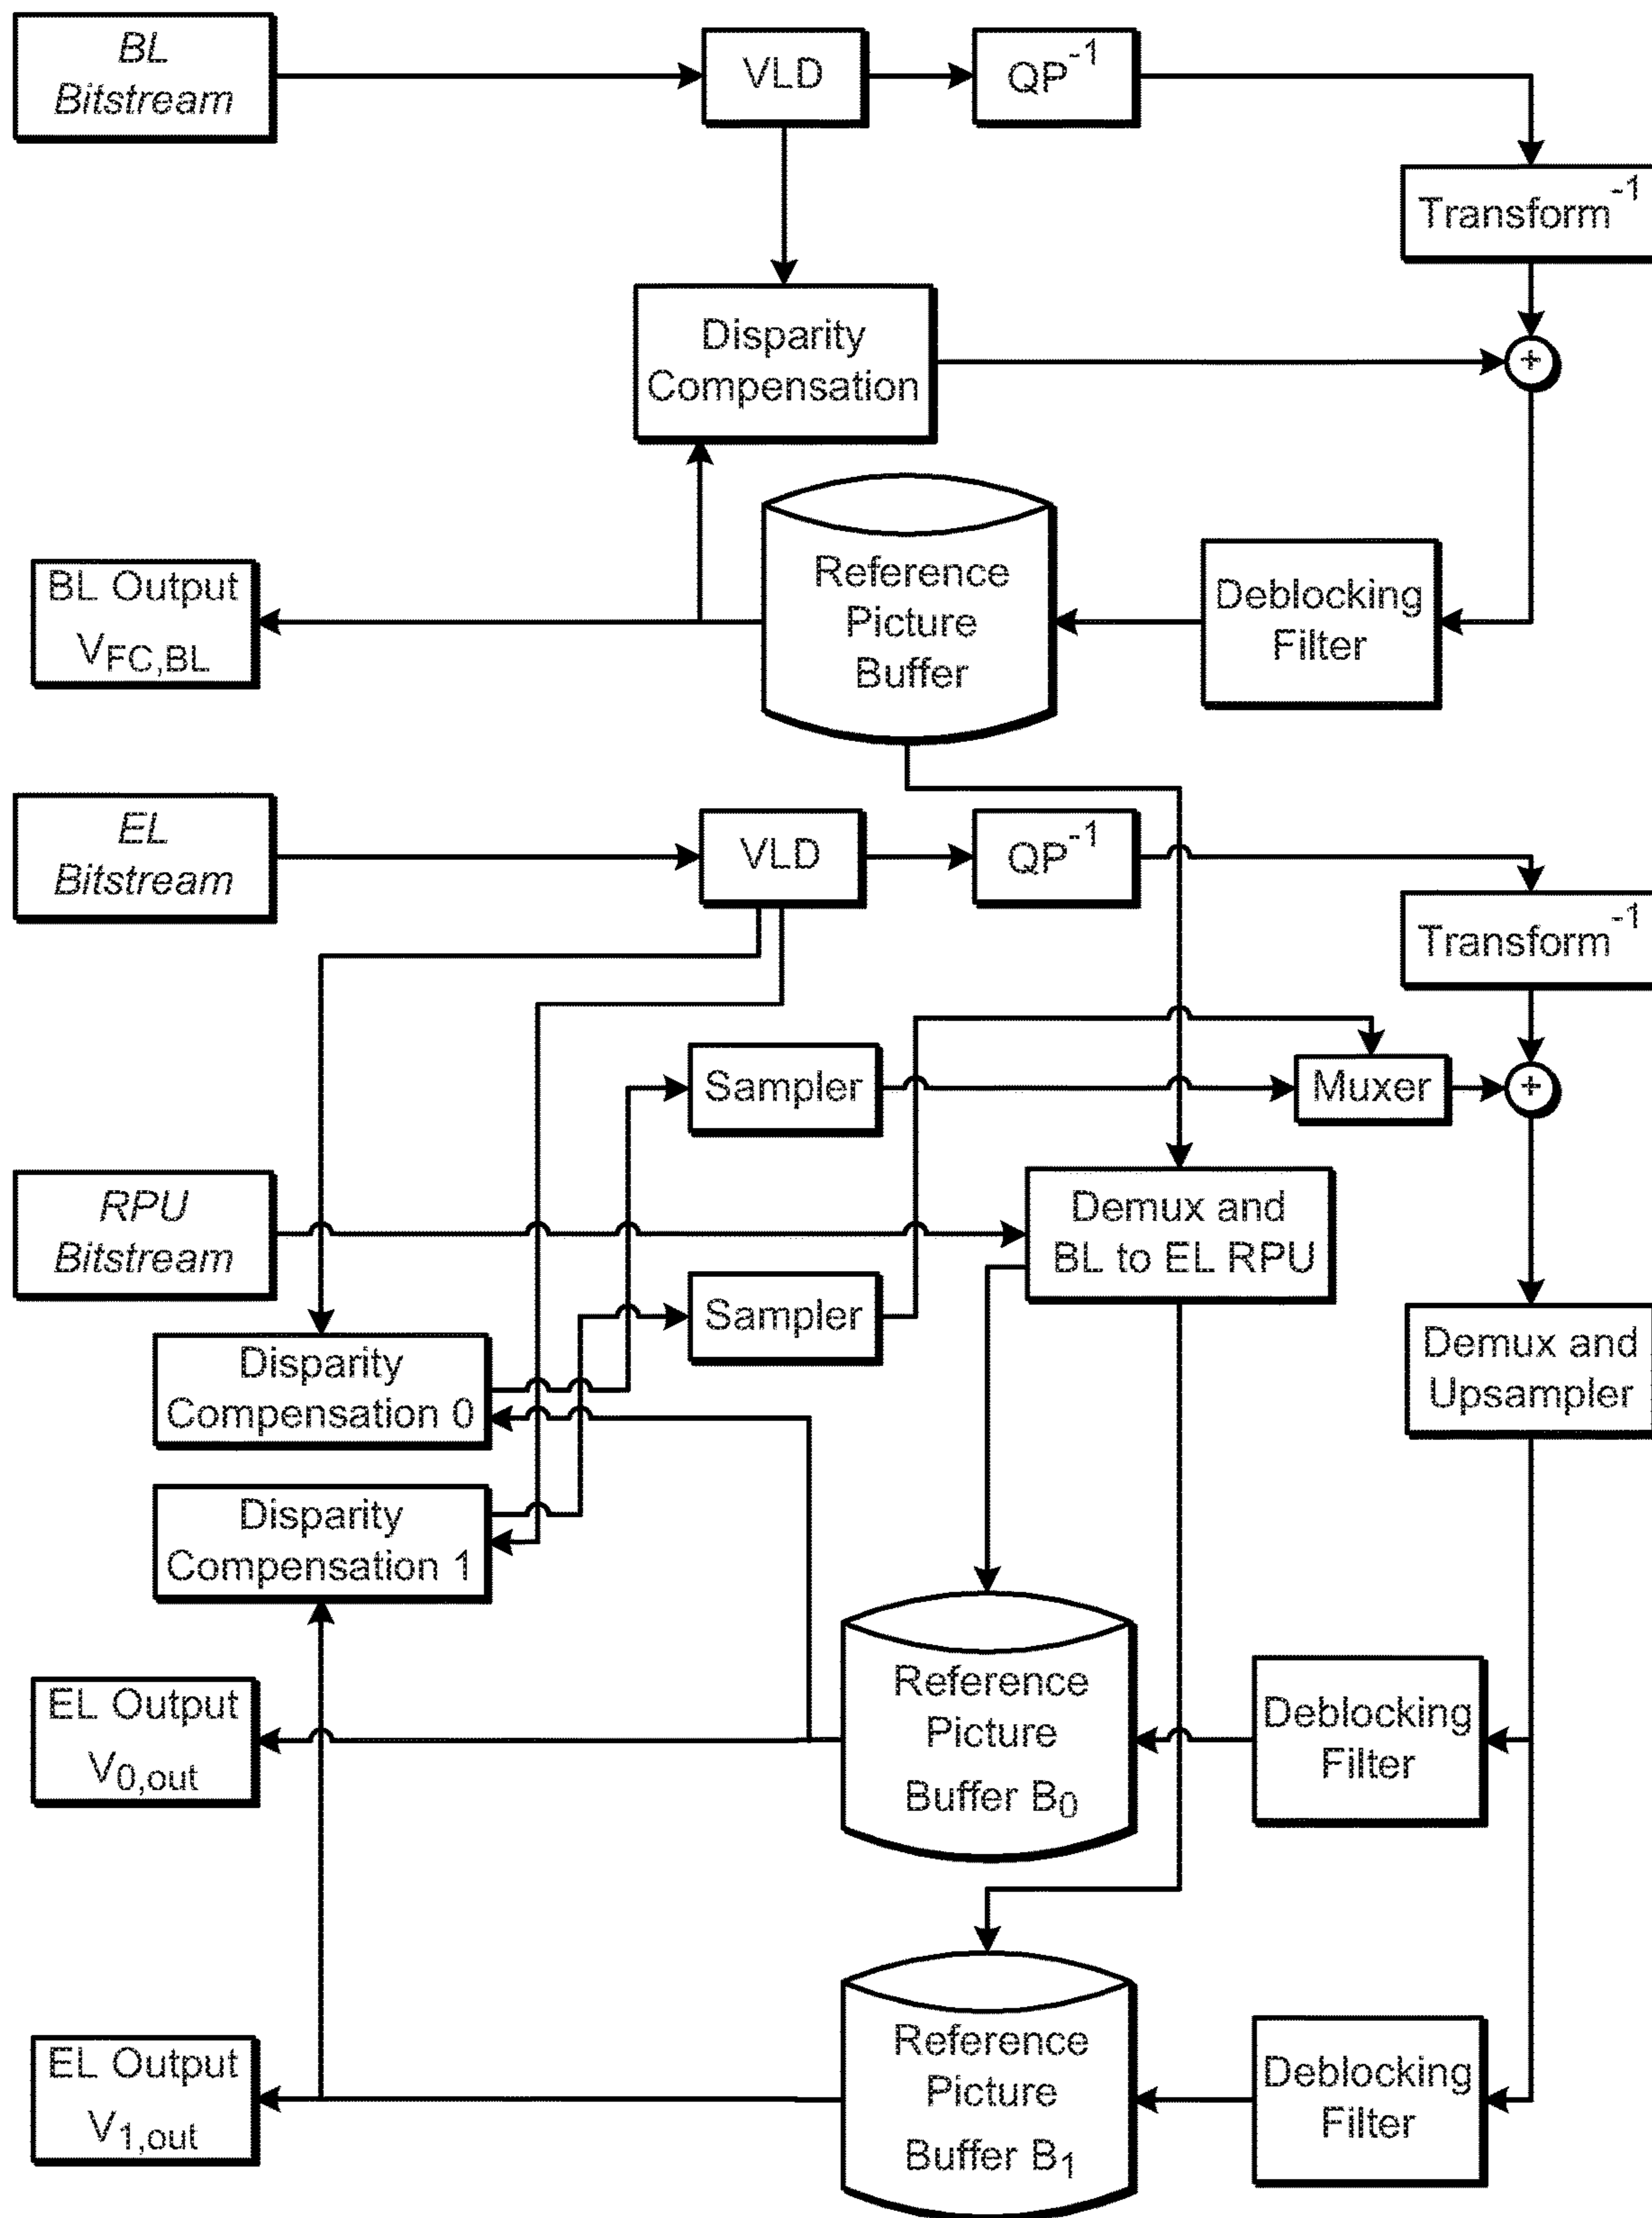 BL
Bitstream
VLD
QP⁻¹
Transform⁻¹
Disparity
Compensation
+
BL Output
V_FC,BL
Reference
Picture
Buffer
Deblocking
Filter
EL
Bitstream
VLD
QP⁻¹
Transform⁻¹
Sampler
Muxer
+
RPU
Bitstream
Demux and
BL to EL RPU
Sampler
Disparity
Compensation 0
Demux and
Upsampler
Disparity
Compensation 1
EL Output
V₀,out
Reference
Picture
Buffer B₀
Deblocking
Filter
EL Output
V₁,out
Reference
Picture
Buffer B₁
Deblocking
Filter